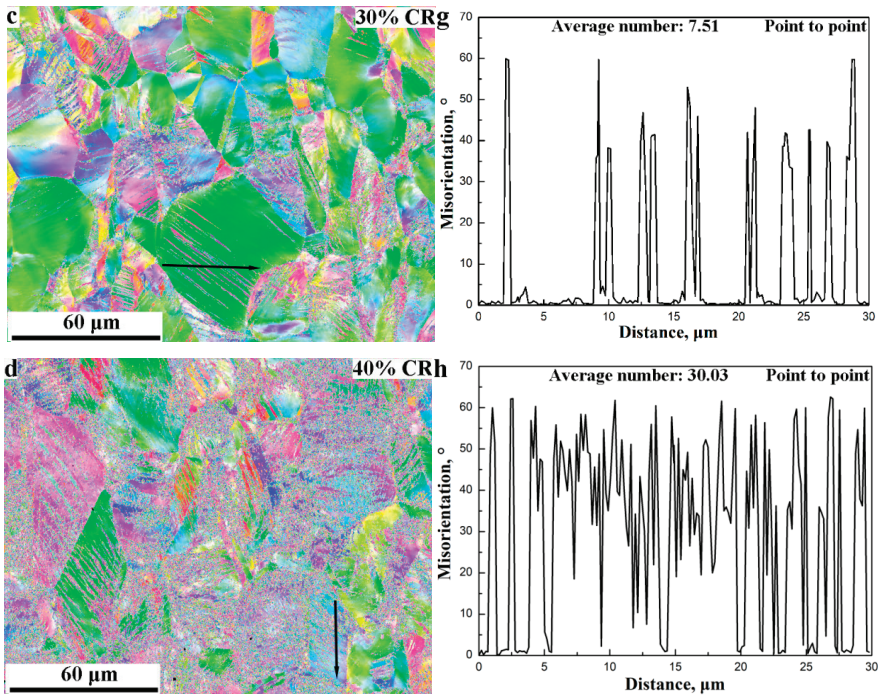 c
30% CR
60 μm
g
Average number: 7.51 Point to point
Misorientation, °
70
60
50
40
30
20
10
0
0 5 10 15 20 25 30
Distance, μm
d
40% CR
60 μm
h
Average number: 30.03 Point to point
Misorientation, °
70
60
50
40
30
20
10
0
0 5 10 15 20 25 30
Distance, μm